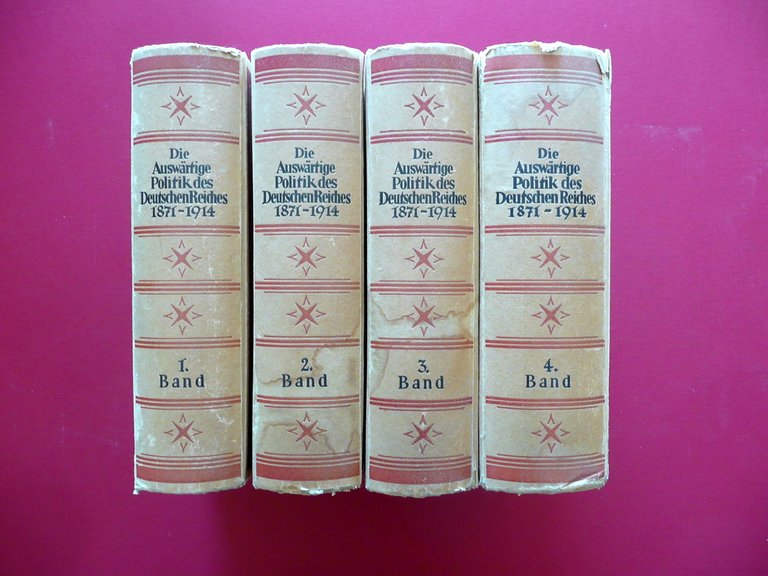 Die
Auswärtige
Politik des
Deutschen Reiches
1871-1914
1.
Band
Die
Auswärtige
Politik des
Deutschen Reiches
1871-1914
2.
Band
Die
Auswärtige
Politik des
Deutschen Reiches
1871-1914
3.
Band
Die
Auswärtige
Politik des
Deutschen Reiches
1871-1914
4.
Band